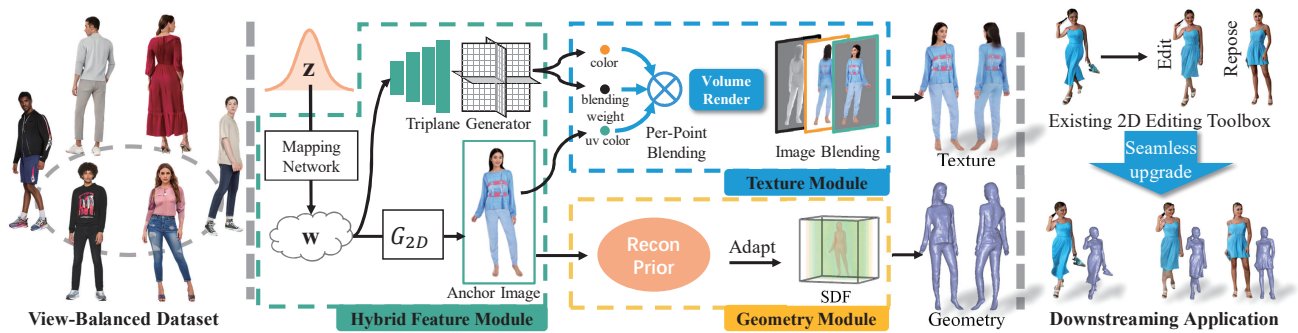 View-Balanced Dataset
z
Mapping
Network
w
G2D
Triplane Generator
Anchor Image
Hybrid Feature Module
color
blending
weight
uv color
Per-Point
Blending
Volume
Render
Image Blending
Texture Module
Recon
Prior
Adapt
SDF
Geometry Module
Texture
Geometry
Edit
Repose
Existing 2D Editing Toolbox
Seamless
upgrade
Downstreaming Application